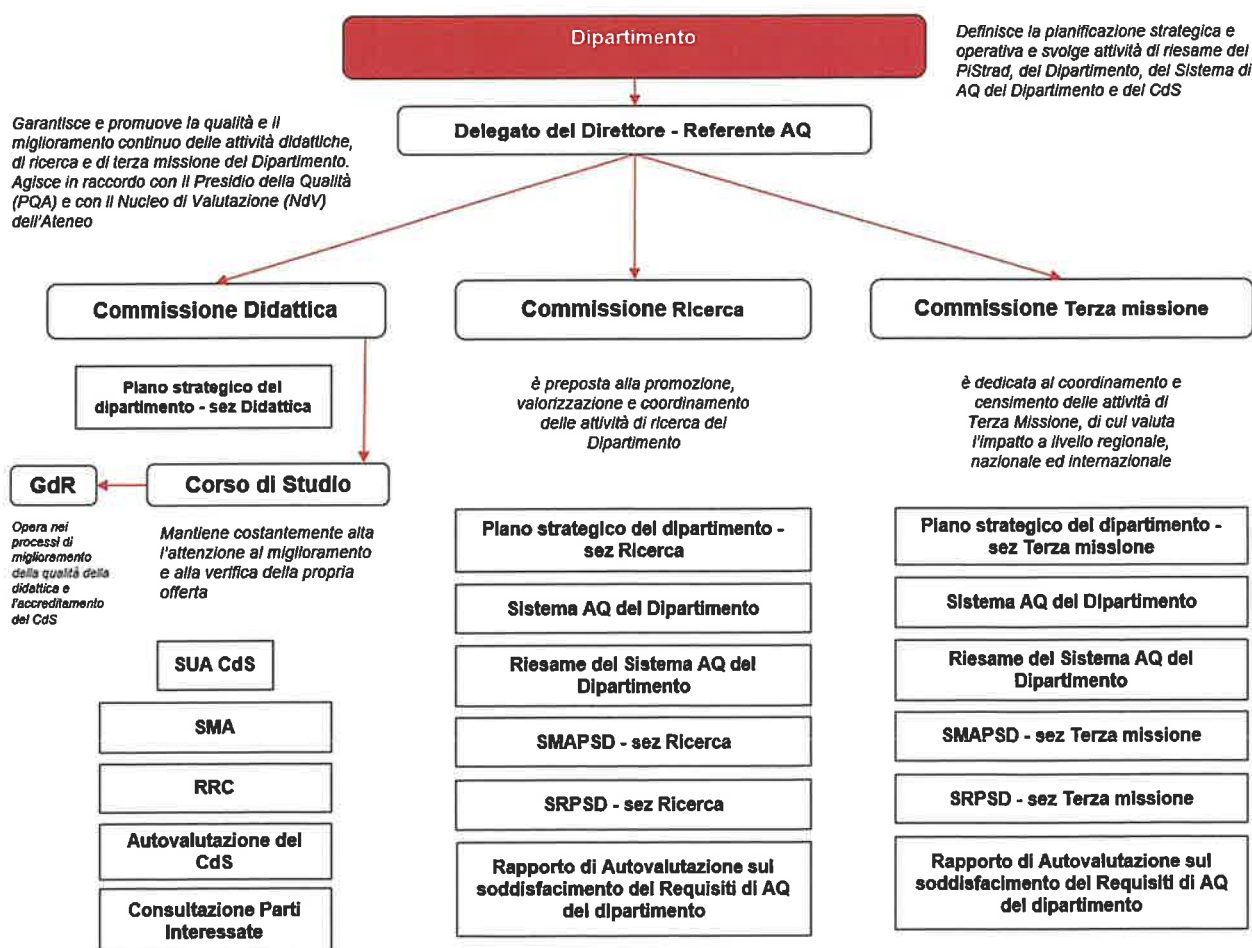 Dipartimento
Definisce la planificazione strategica e
operativa e svolge attività di riesame del
PiStrad, del Dipartimento, del Sistema di
AQ del Dipartimento e del CdS
Delegato del Direttore - Referente AQ
Garantisce e promuove la qualità e il
miglioramento continuo delle attività didattiche,
di ricerca e di terza missione del Dipartimento.
Agisce in raccordo con il Presidio della Qualità
(PQA) e con il Nucleo di Valutazione (NdV)
dell'Ateneo
Commissione Didattica
Piano strategico del
dipartimento - sez Didattica
GdR
Corso di Studio
Opera nei
processi di
miglioramento
della qualità della
didattica e
l'accreditamento
del CdS
Mantiene costantemente alta
l'attenzione al miglioramento
e alla verifica della propria
offerta
SUA CdS
SMA
RRC
Autovalutazione del
CdS
Consultazione Parti
Interessate
Commissione Ricerca
è preposta alla promozione,
valorizzazione e coordinamento
delle attività di ricerca del
Dipartimento
Piano strategico del dipartimento -
sez Ricerca
Sistema AQ del Dipartimento
Riesame del Sistema AQ del
Dipartimento
SMAPSD - sez Ricerca
SRPSD - sez Ricerca
Rapporto di Autovalutazione sul
soddisfacimento del Requisiti di AQ
del dipartimento
Commissione Terza missione
è dedicata al coordinamento e
censimento delle attività di
Terza Missione, di cui valuta
l'impatto a livello regionale,
nazionale ed internazionale
Piano strategico del dipartimento -
sez Terza missione
Sistema AQ del Dipartimento
Riesame del Sistema AQ del
Dipartimento
SMAPSD - sez Terza missione
SRPSD - sez Terza missione
Rapporto di Autovalutazione sul
soddisfacimento del Requisiti di AQ
del dipartimento